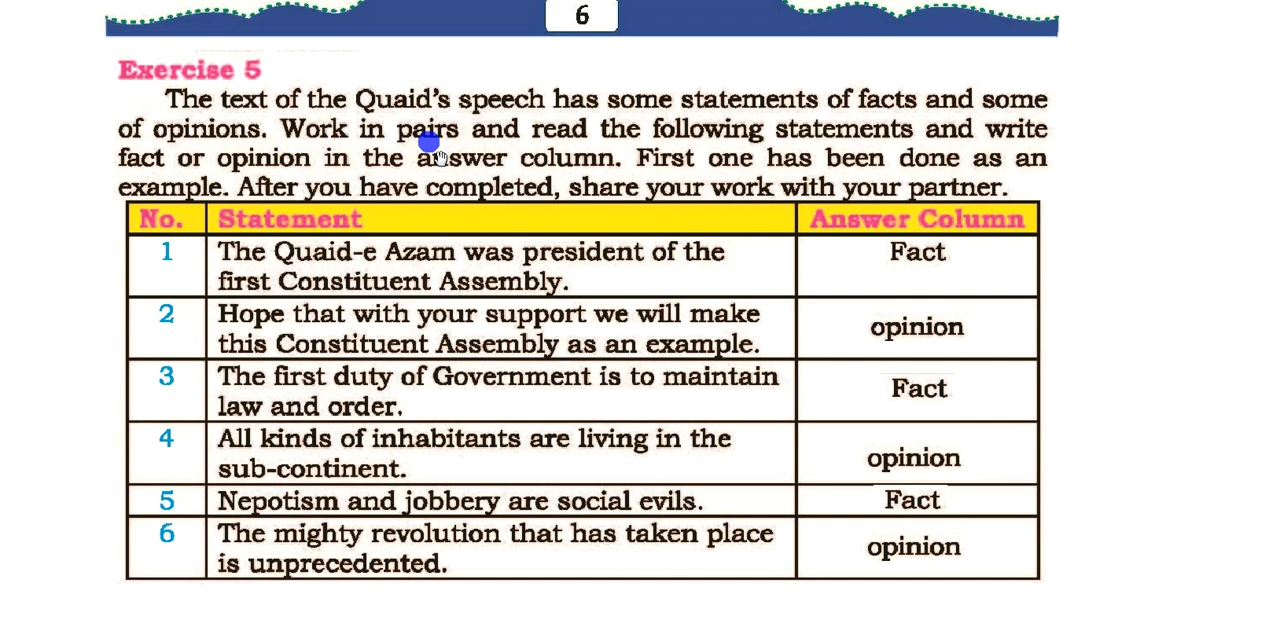 6
Exercise 5
The text of the Quaid's speech has some statements of facts and some
of opinions. Work in pairs and read the following statements and write
fact or opinion in the answer column. First one has been done as an
example. After you have completed, share your work with your partner.
No. Statement Answer Column
1 The Quaid-e Azam was president of the Fact
first Constituent Assembly.
2 Hope that with your support we will make
this Constituent Assembly as an example. opinion
3 The first duty of Government is to maintain
law and order. Fact
4 All kinds of inhabitants are living in the
sub-continent. opinion
5 Nepotism and jobbery are social evils. Fact
6 The mighty revolution that has taken place
is unprecedented. opinion